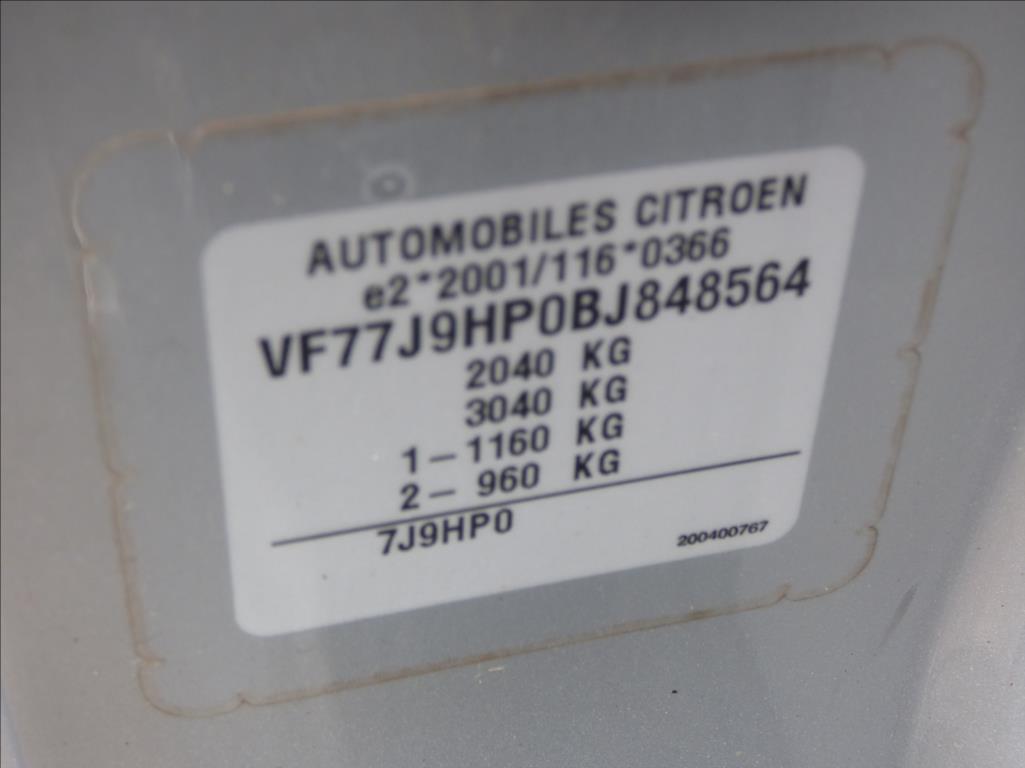 AUTOMOBILES CITROEN
e2*2001/116*0366
VF77J9HP0BJ848564
2040 KG
3040 KG
1-1160 KG
2- 960 KG
7J9HP0
200400767